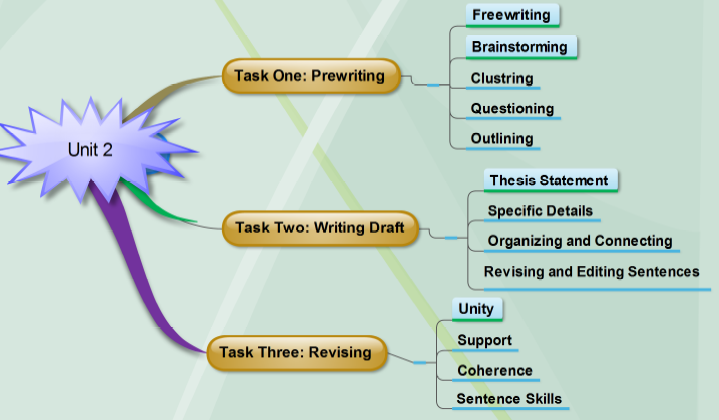 Unit 2
Task One: Prewriting
Freewriting
Brainstorming
Clustring
Questioning
Outlining
Task Two: Writing Draft
Thesis Statement
Specific Details
Organizing and Connecting
Revising and Editing Sentences
Task Three: Revising
Unity
Support
Coherence
Sentence Skills